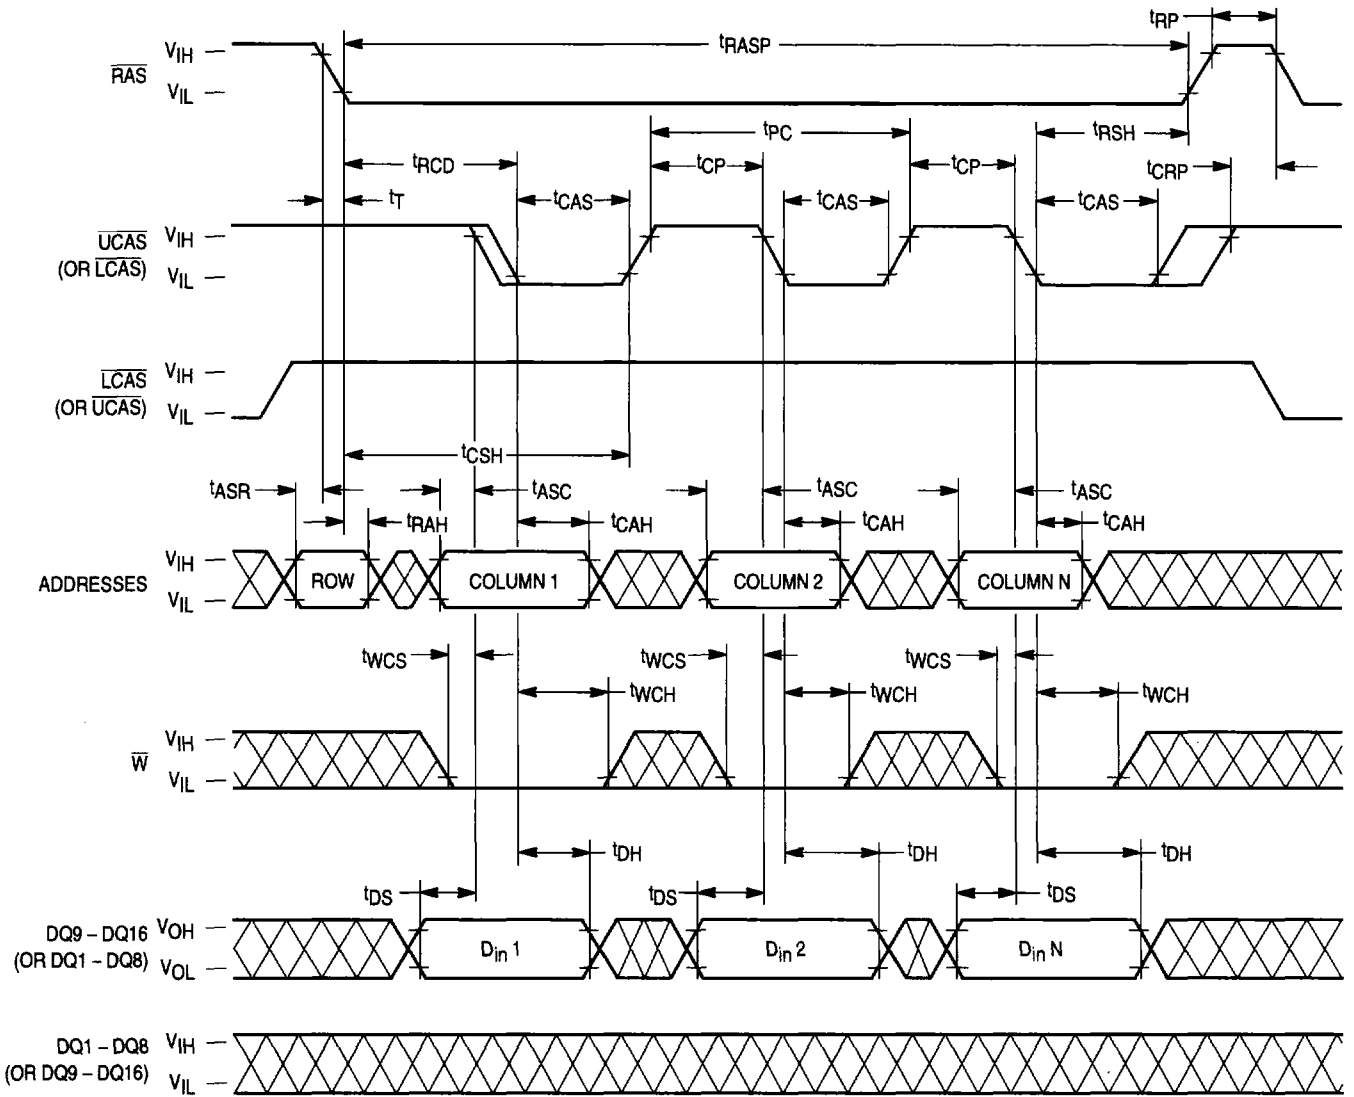 tRP
tRASP
RAS VIH
VIL
tPC tRSH
tRCD tCP tCP tCRP
tT tCAS tCAS tCAS
UCAS VIH
(OR LCAS) VIL
LCAS VIH
(OR UCAS) VIL
tCSH
tASR tASC tASC tASC
tRAH tCAH tCAH tCAH
ADDRESSES VIH
VIL
ROW COLUMN 1 COLUMN 2 COLUMN N
tWCS tWCS tWCS
tWCH tWCH tWCH
W VIH
VIL
tDH tDH tDH
tDS tDS tDS
DQ9 – DQ16 VOH
(OR DQ1 – DQ8) VOL
Din 1 Din 2 Din N
DQ1 – DQ8 VIH
(OR DQ9 – DQ16) VIL